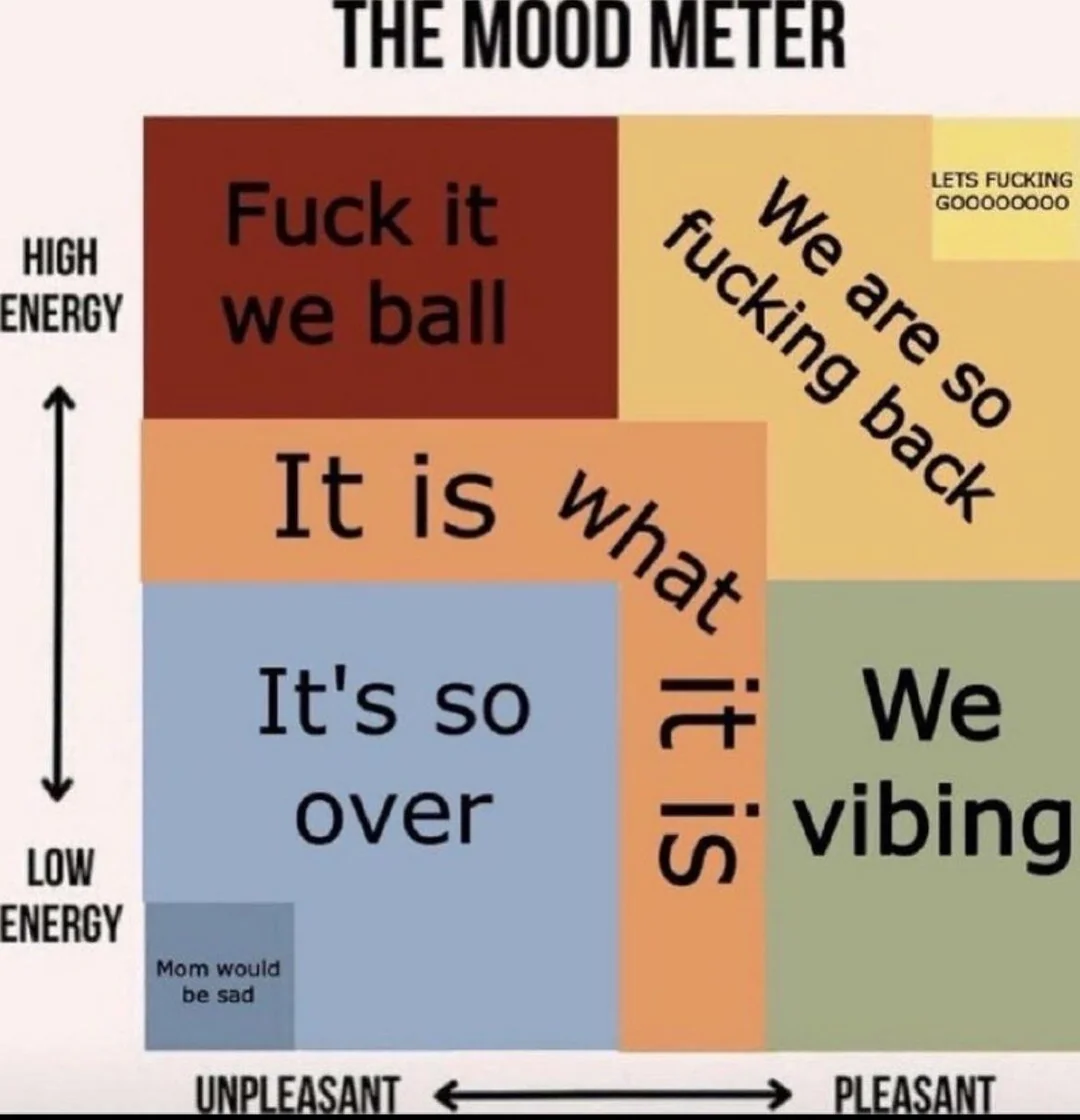 THE MOOD METER
Fuck it
we ball
We are so
fucking back
LETS FUCKING
GOOOOOOOO
HIGH
ENERGY
It is what it is
It's so
over
We
vibing
LOW
ENERGY
Mom would
be sad
UNPLEASANT
PLEASANT